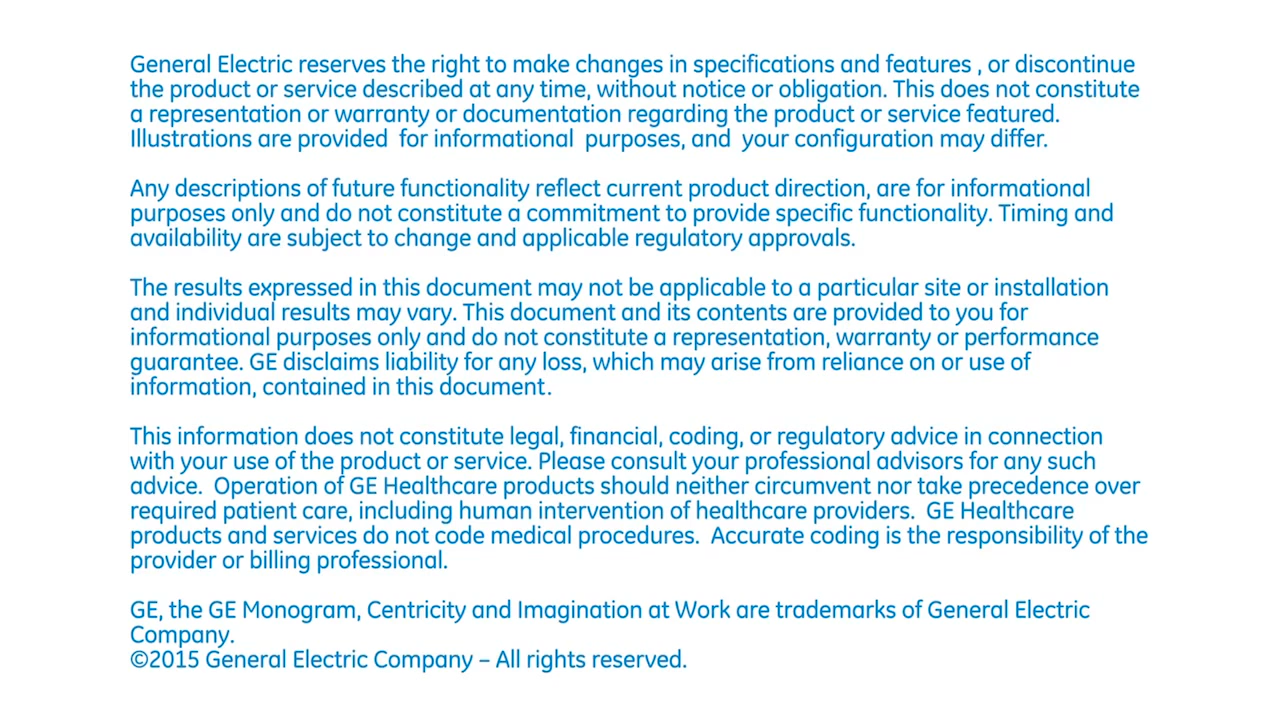 General Electric reserves the right to make changes in specifications and features , or discontinue
the product or service described at any time, without notice or obligation. This does not constitute
a representation or warranty or documentation regarding the product or service featured.
Illustrations are provided  for informational  purposes, and  your configuration may differ.
Any descriptions of future functionality reflect current product direction, are for informational
purposes only and do not constitute a commitment to provide specific functionality. Timing and
availability are subject to change and applicable regulatory approvals.
The results expressed in this document may not be applicable to a particular site or installation
and individual results may vary. This document and its contents are provided to you for
informational purposes only and do not constitute a representation, warranty or performance
guarantee. GE disclaims liability for any loss, which may arise from reliance on or use of
information, contained in this document.
This information does not constitute legal, financial, coding, or regulatory advice in connection
with your use of the product or service. Please consult your professional advisors for any such
advice.  Operation of GE Healthcare products should neither circumvent nor take precedence over
required patient care, including human intervention of healthcare providers.  GE Healthcare
products and services do not code medical procedures.  Accurate coding is the responsibility of the
provider or billing professional.
GE, the GE Monogram, Centricity and Imagination at Work are trademarks of General Electric
Company.
©2015 General Electric Company – All rights reserved.